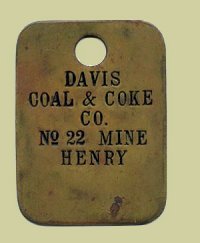 DAVIS
COAL & COKE
CO.
№ 22 MINE
HENRY